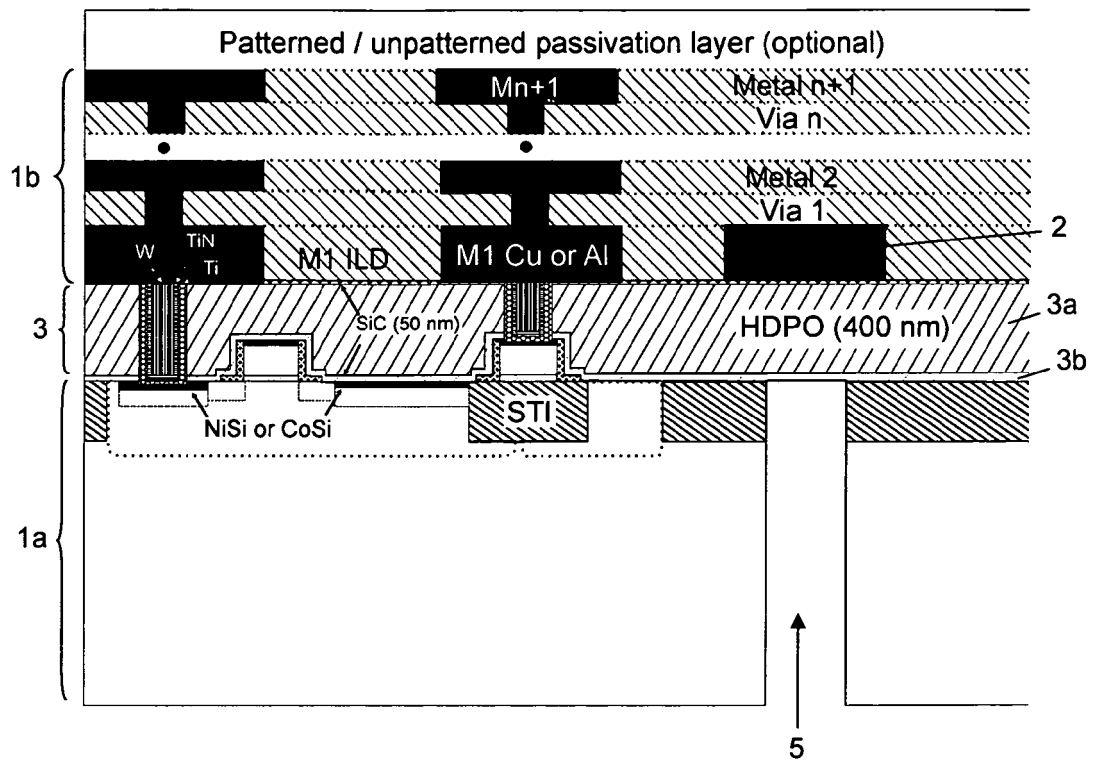 Patterned / unpatterned passivation layer (optional)
Mn+1
Metal n+1
Via n
1b
Metal 2
Via 1
2
W
TiN
Ti
M1 ILD
M1 Cu or Al
3
SiC (50 nm)
HDPO (400 nm)
3a
3b
NiSi or CoSi
STI
1a
5